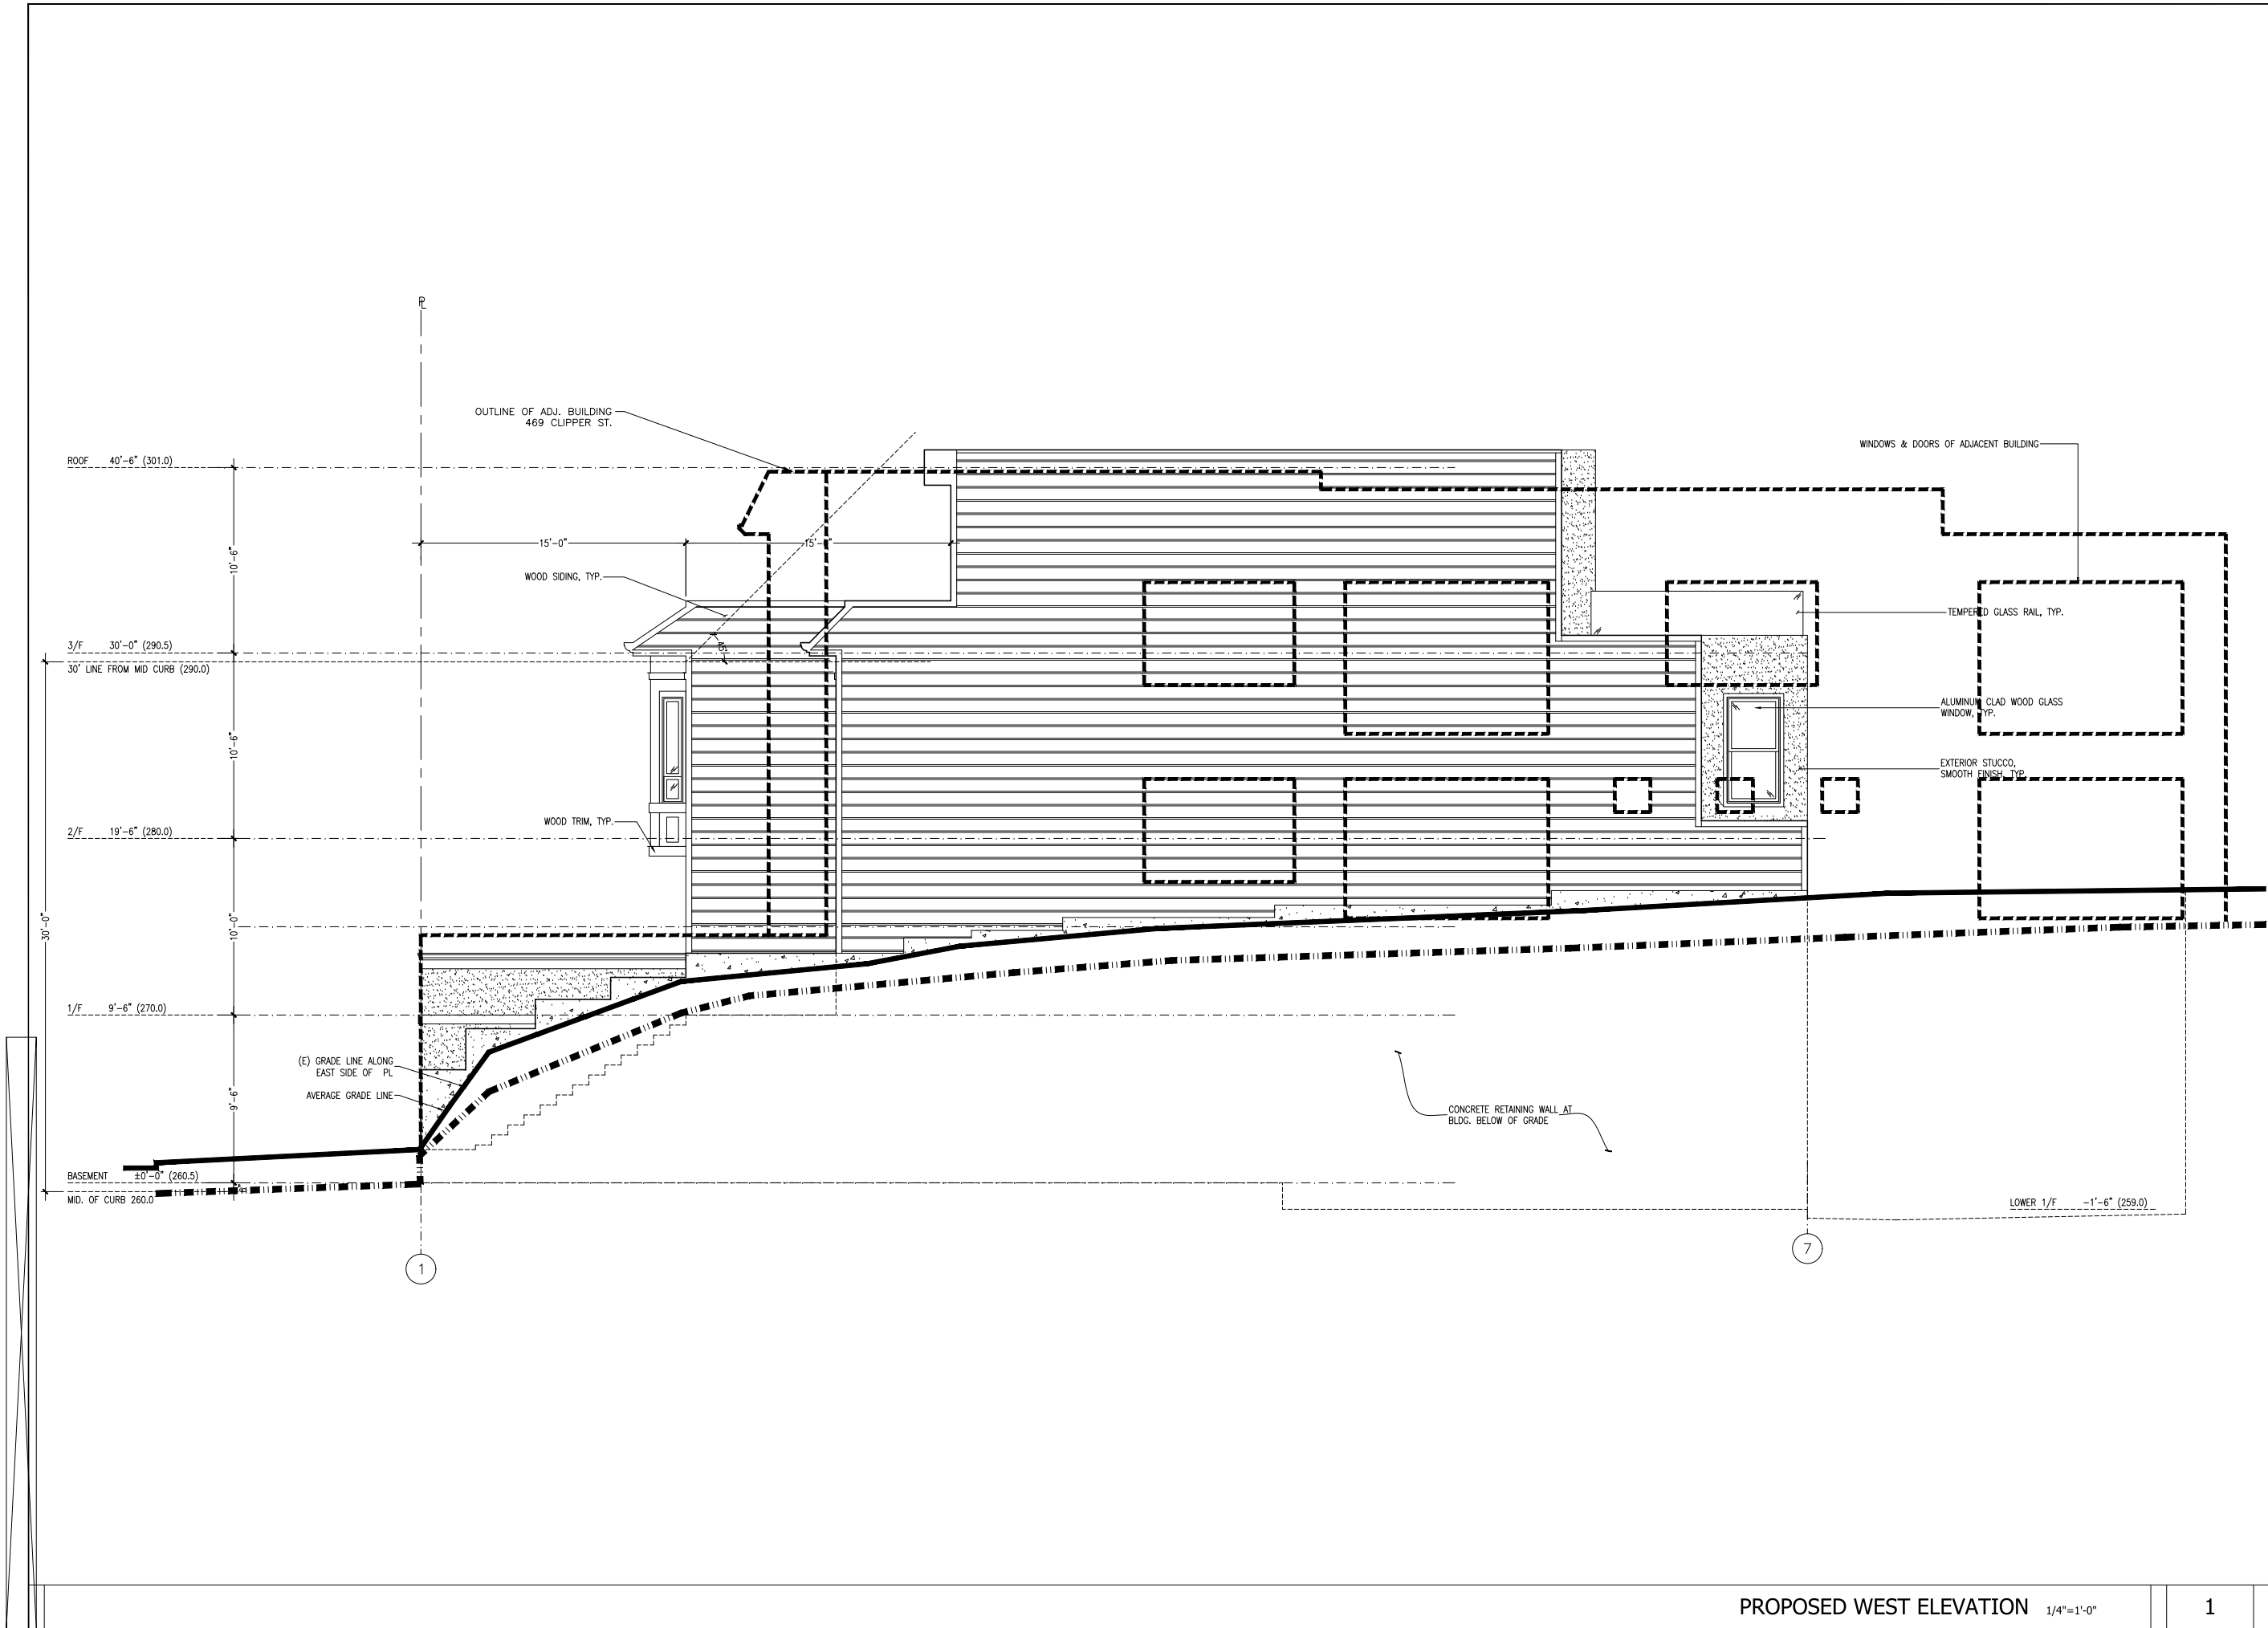 PL
OUTLINE OF ADJ. BUILDING
469 CLIPPER ST.
WINDOWS & DOORS OF ADJACENT BUILDING
ROOF 40'-6" (301.0)
15'-0"
15'-0"
10'-6"
WOOD SIDING, TYP.
TEMPERED GLASS RAIL, TYP.
3/F 30'-0" (290.5)
30' LINE FROM MID CURB (290.0)
45°
ALUMINUM CLAD WOOD GLASS
WINDOW, TYP.
10'-6"
EXTERIOR STUCCO,
SMOOTH FINISH, TYP.
WOOD TRIM, TYP.
2/F 19'-6" (280.0)
30'-0"
10'-0"
1/F 9'-6" (270.0)
(E) GRADE LINE ALONG
EAST SIDE OF PL
AVERAGE GRADE LINE
9'-6"
CONCRETE RETAINING WALL AT
BLDG. BELOW OF GRADE
BASEMENT ±0'-0" (260.5)
MID. OF CURB 260.0
LOWER 1/F -1'-6" (259.0)
1
7
PROPOSED WEST ELEVATION 1/4"=1'-0"
1